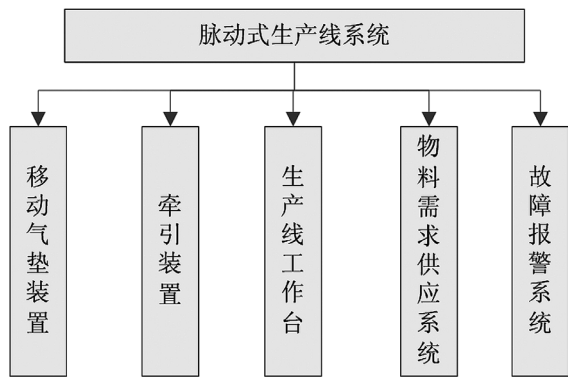 脉动式生产线系统
移动气垫装置
牵引装置
生产线工作台
物料需求供应系统
故障报警系统